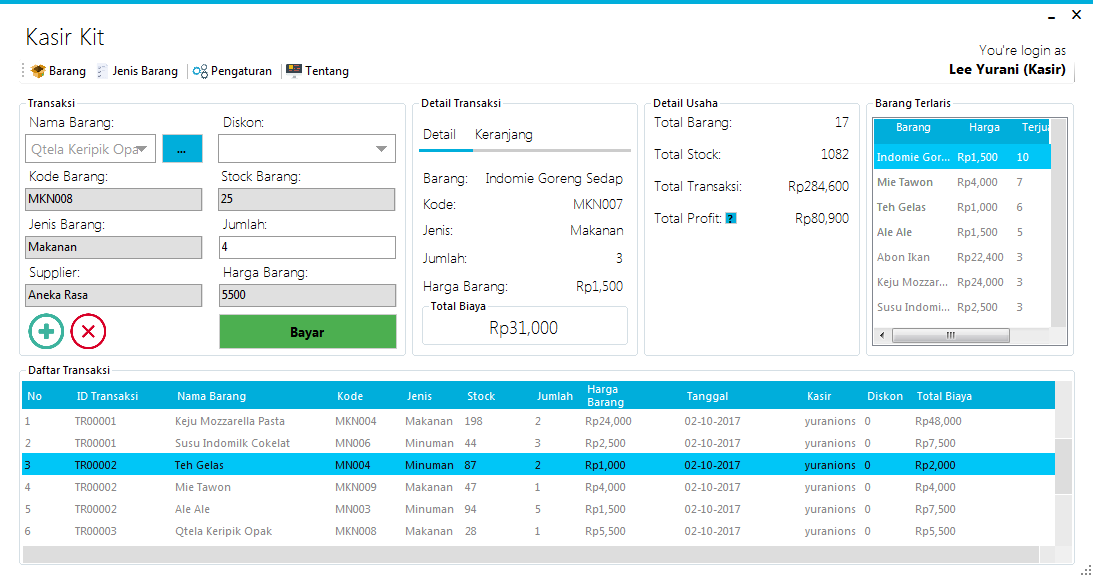 Kasir Kit
You're login as
Lee Yurani (Kasir)
Barang Jenis Barang Pengaturan Tentang
Transaksi
Nama Barang: Diskon:
Qtela Keripik Opa ...
Kode Barang: Stock Barang:
MKN008 25
Jenis Barang: Jumlah:
Makanan 4
Supplier: Harga Barang:
Aneka Rasa 5500
Bayar
Detail Transaksi
Detail Keranjang
Barang: Indomie Goreng Sedap
Kode: MKN007
Jenis: Makanan
Jumlah: 3
Harga Barang: Rp1,500
Total Biaya
Rp31,000
Detail Usaha
Total Barang: 17
Total Stock: 1082
Total Transaksi: Rp284,600
Total Profit: ? Rp80,900
Barang Terlaris
Barang Harga Terjua
Indomie Gor... Rp1,500 10
Mie Tawon Rp4,000 7
Teh Gelas Rp1,000 6
Ale Ale Rp1,500 5
Abon Ikan Rp22,400 3
Keju Mozzar... Rp24,000 3
Susu Indomi... Rp2,500 3
Daftar Transaksi
No ID Transaksi Nama Barang Kode Jenis Stock Jumlah Harga Barang Tanggal Kasir Diskon Total Biaya
1 TR00001 Keju Mozzarella Pasta MKN004 Makanan 198 2 Rp24,000 02-10-2017 yuranions 0 Rp48,000
2 TR00001 Susu Indomilk Cokelat MN006 Minuman 44 3 Rp2,500 02-10-2017 yuranions 0 Rp7,500
3 TR00002 Teh Gelas MN004 Minuman 87 2 Rp1,000 02-10-2017 yuranions 0 Rp2,000
4 TR00002 Mie Tawon MKN009 Makanan 47 1 Rp4,000 02-10-2017 yuranions 0 Rp4,000
5 TR00002 Ale Ale MN003 Minuman 94 5 Rp1,500 02-10-2017 yuranions 0 Rp7,500
6 TR00003 Qtela Keripik Opak MKN008 Makanan 28 1 Rp5,500 02-10-2017 yuranions 0 Rp5,500